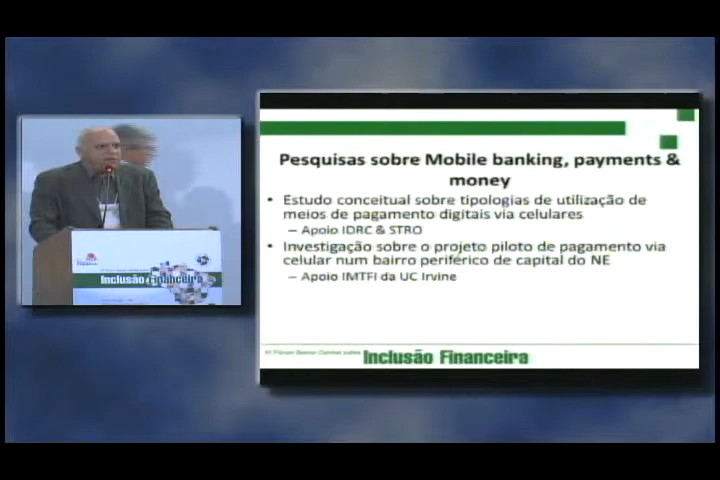 Pesquisas sobre Mobile banking, payments &
money
• Estudo conceitual sobre tipologias de utilização de
meios de pagamento digitais via celulares
– Apoio IDRC & STRO
• Investigação sobre o projeto piloto de pagamento via
celular num bairro periférico de capital do NE
– Apoio IMTFI da UC Irvine
Inclusão Financeira
Inclusão Financeira